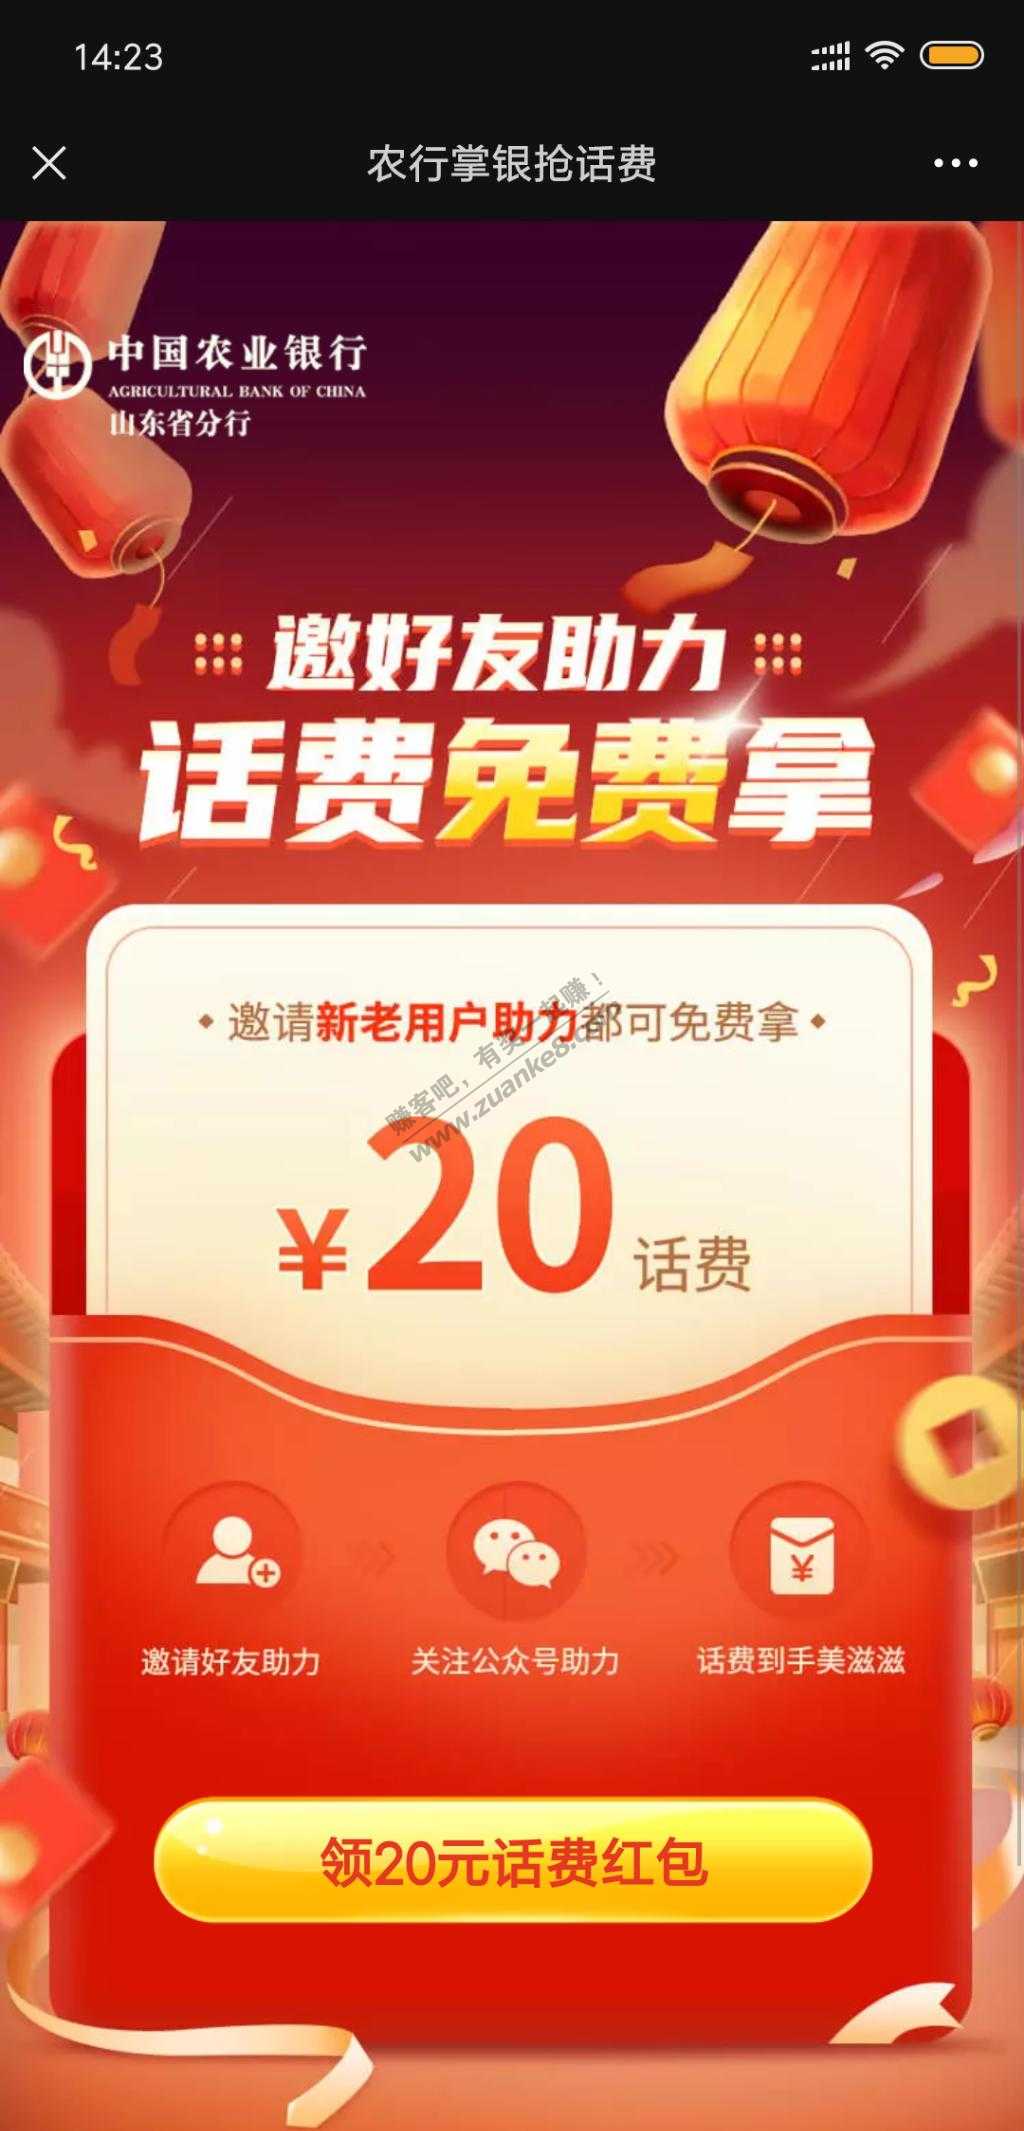 14:23
农行掌银抢话费
中国农业银行
AGRICULTURAL BANK OF CHINA
山东省分行
邀好友助力
话费免费拿
邀请新老用户助力都可免费拿
赚客吧，有奖一起赚！
www.zuanke8.com
¥20 话费
邀请好友助力
关注公众号助力
话费到手美滋滋
领20元话费红包